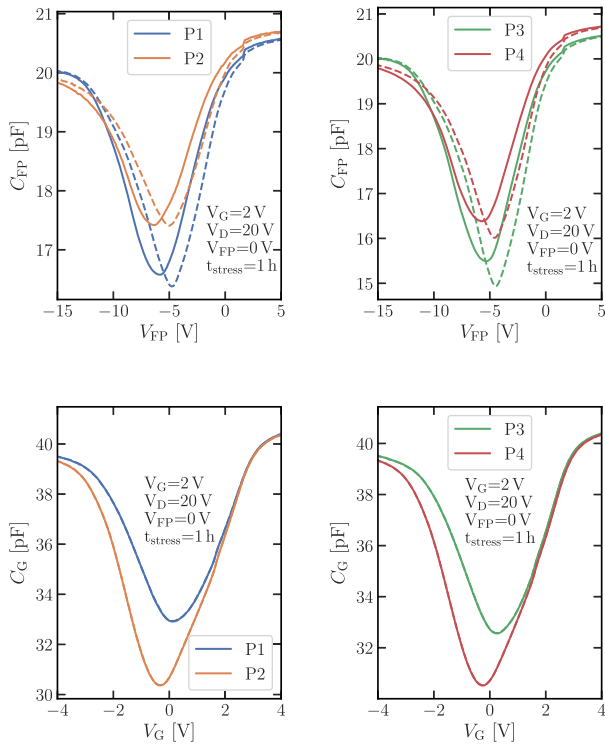 21
20
19
18
17
C_FP [pF]
P1
P2
V_G=2 V
V_D=20 V
V_FP=0 V
t_stress=1 h
−15 −10 −5 0 5
V_FP [V]
21
20
19
18
17
16
15
C_FP [pF]
P3
P4
V_G=2 V
V_D=20 V
V_FP=0 V
t_stress=1 h
−15 −10 −5 0 5
V_FP [V]
40
38
36
34
33
30
C_G [pF]
V_G=2 V
V_D=20 V
V_FP=0 V
t_stress=1 h
P1
P2
−4 −2 0 2 4
V_G [V]
40
38
36
34
32
C_G [pF]
P3
P4
V_G=2 V
V_D=20 V
V_FP=0 V
t_stress=1 h
−4 −2 0 2 4
V_G [V]